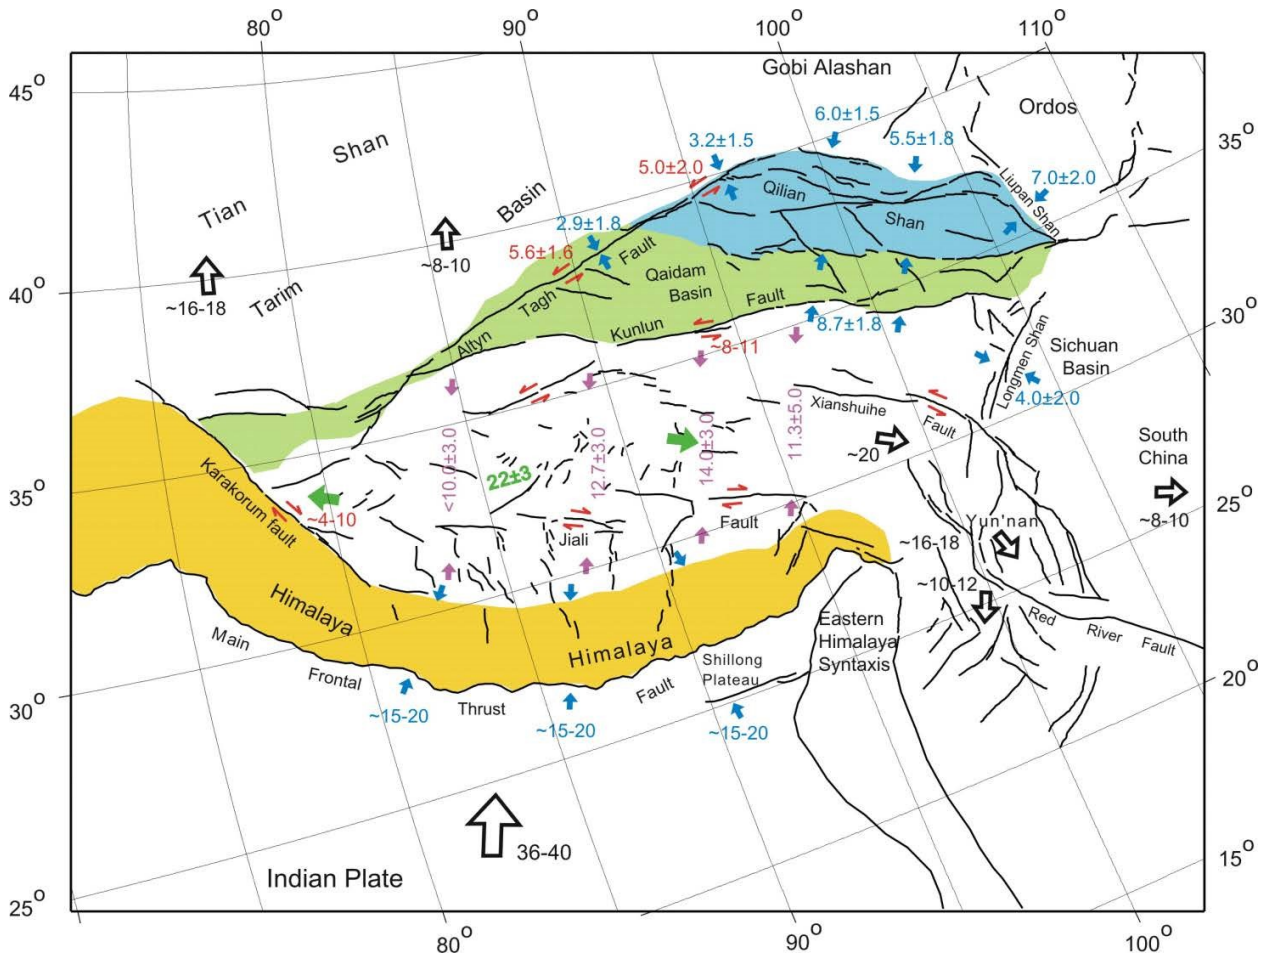 80°
90°
100°
110°
45°
40°
35°
30°
25°
35°
30°
25°
20°
15°
80°
90°
100°
Gobi Alashan
Ordos
Shan
Tian
Basin
Tarim
~16-18
~8-10
3.2±1.5
6.0±1.5
5.5±1.8
7.0±2.0
5.0±2.0
2.9±1.8
5.6±1.6
Qilian
Shan
Liupan Shan
Altyn
Tagh
Fault
Qaidam
Basin
Kunlun
Fault
~8-11
8.7±1.8
Longmen Shan
Sichuan
Basin
4.0±2.0
Xianshuihe
Fault
~20
South
China
~8-10
<10.0±3.0
22±3
12.7±3.0
14.0±3.0
11.3±5.0
Karakorum fault
~4-10
Jiali
Fault
Yun'nan
~16-18
~10-12
Red
River
Fault
Himalaya
Himalaya
Main
Frontal
Thrust
Fault
Shillong
Plateau
Eastern
Himalaya
Syntaxis
~15-20
~15-20
~15-20
36-40
Indian Plate